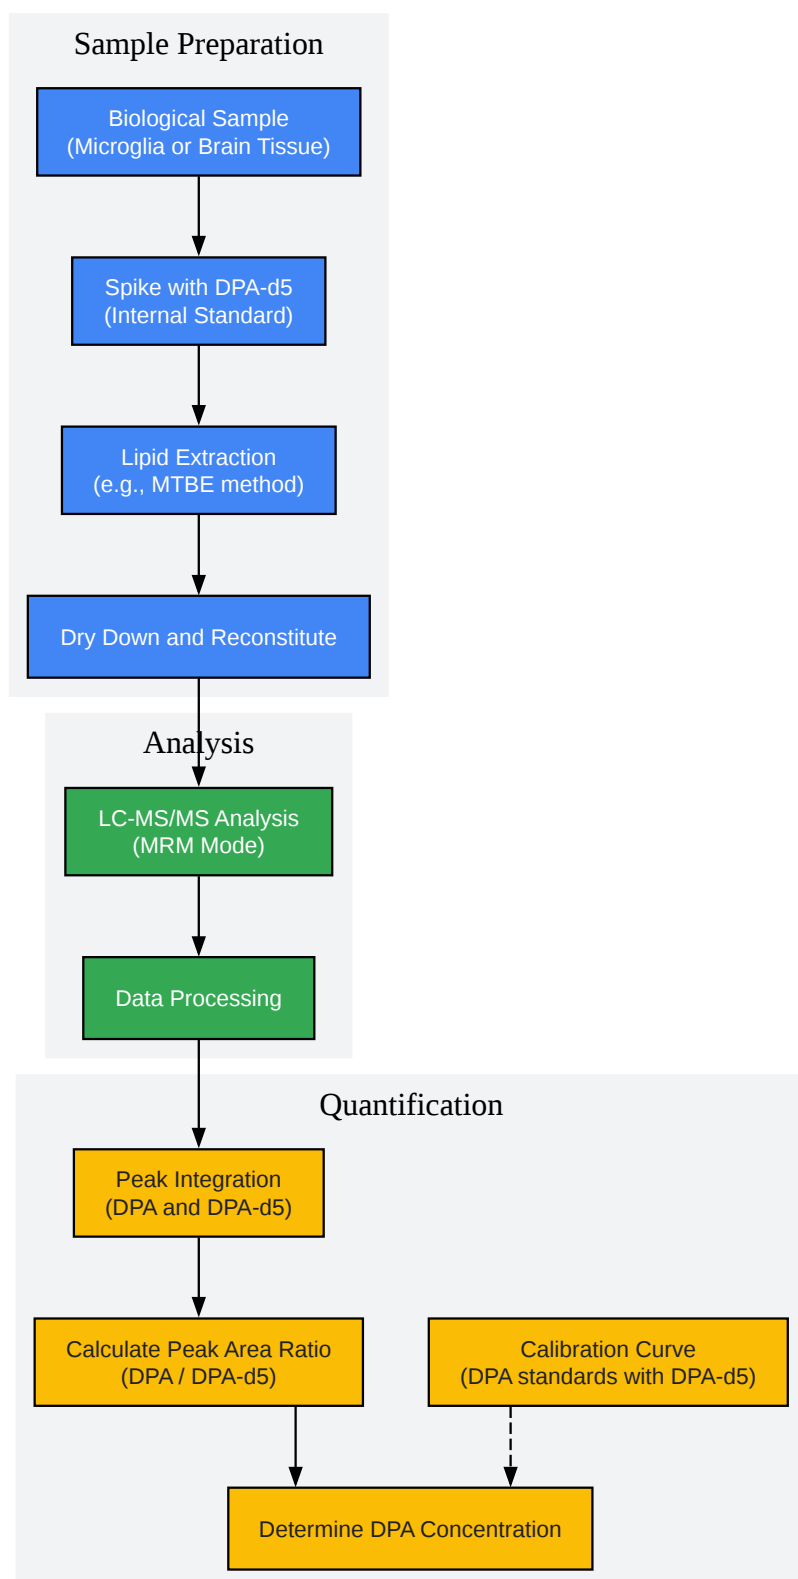 Sample Preparation
Biological Sample
(Microglia or Brain Tissue)
Spike with DPA-d5
(Internal Standard)
Lipid Extraction
(e.g., MTBE method)
Dry Down and Reconstitute
Analysis
LC-MS/MS Analysis
(MRM Mode)
Data Processing
Quantification
Peak Integration
(DPA and DPA-d5)
Calculate Peak Area Ratio
(DPA / DPA-d5)
Calibration Curve
(DPA standards with DPA-d5)
Determine DPA Concentration